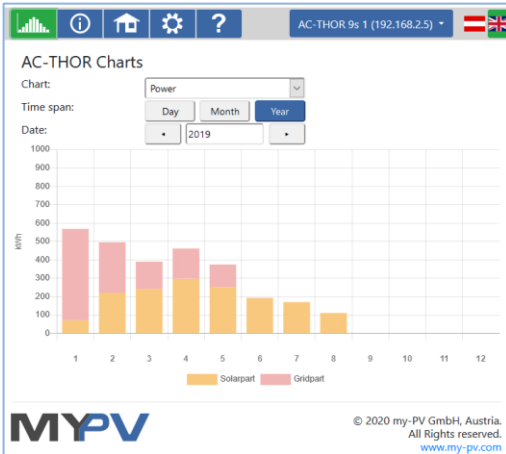 ?
AC-THOR 9s 1 (192.168.2.5)
AC-THOR Charts
Chart: Power
Time span: Day Month Year
Date: 2019
1000
900
800
700
600
500
400
300
200
100
0
kWh
1 2 3 4 5 6 7 8 9 10 11 12
Solarpart Gridpart
MYPV
© 2020 my-PV GmbH, Austria.
All Rights reserved.
www.my-pv.com